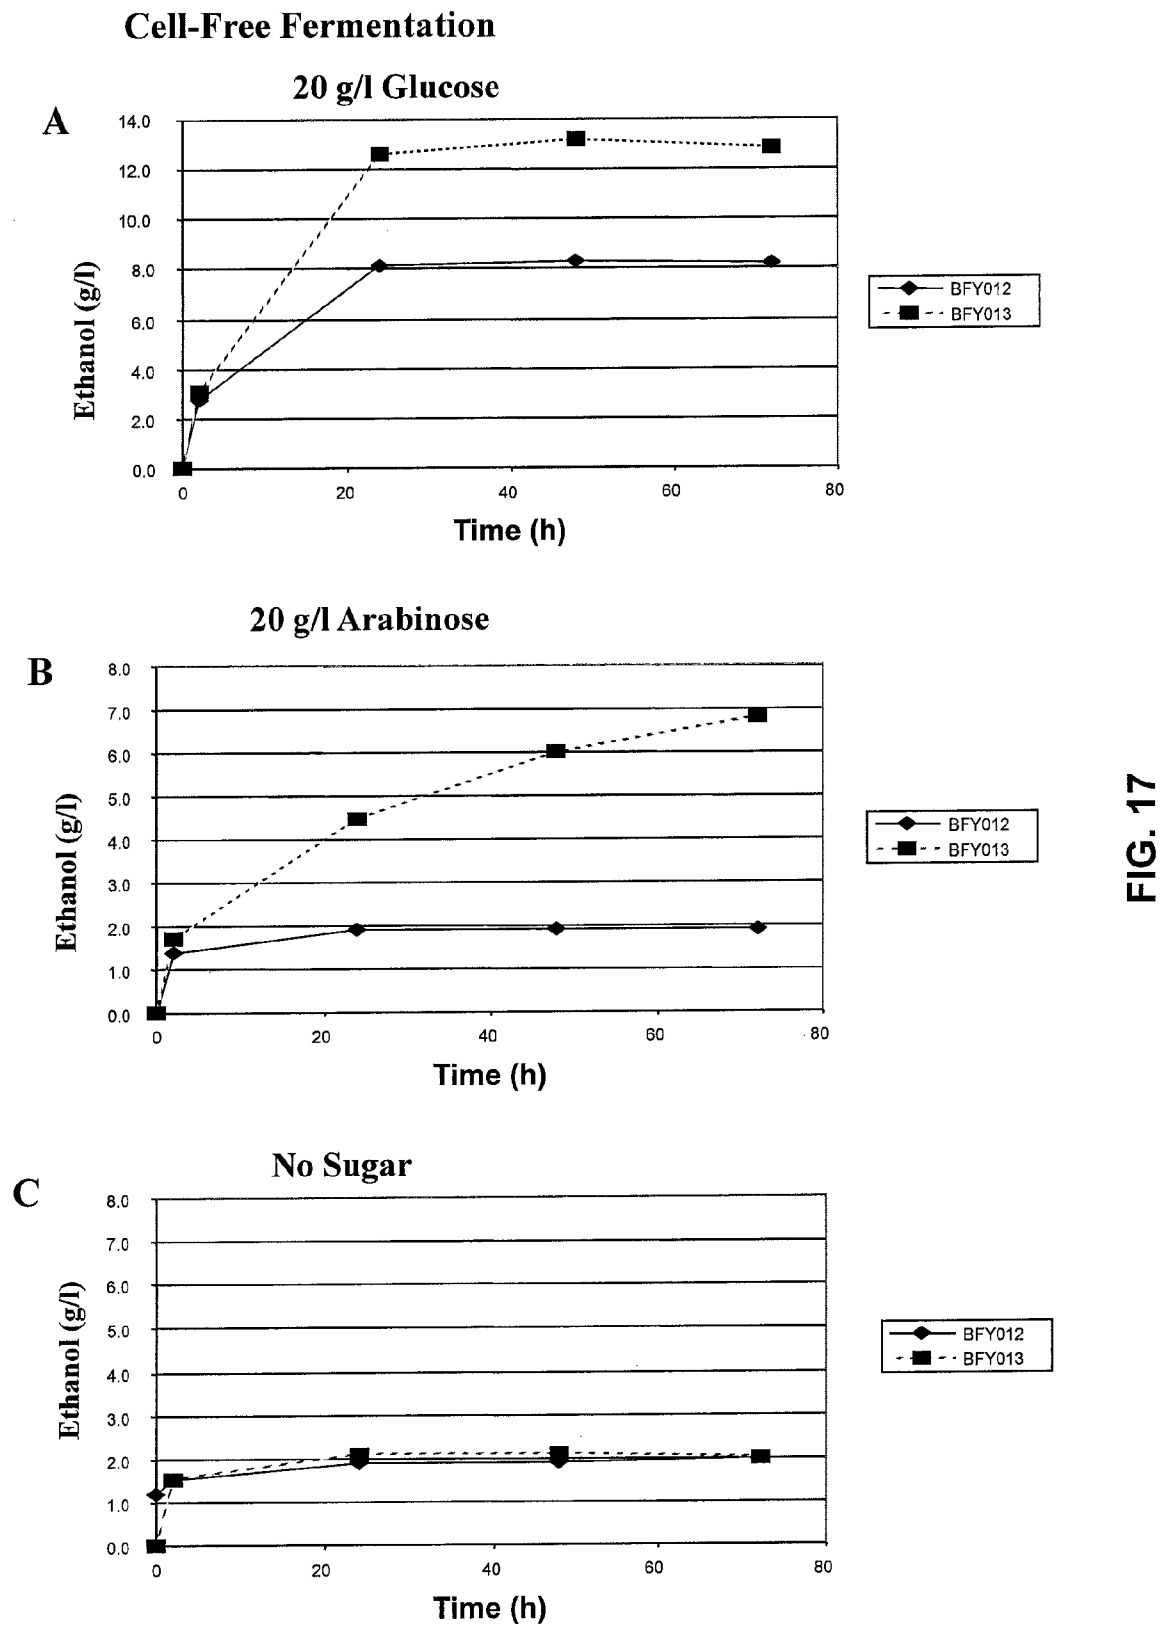 Cell-Free Fermentation
20 g/l Glucose
A
14.0
12.0
10.0
8.0
6.0
4.0
2.0
0.0
Ethanol (g/l)
0 20 40 60 80
Time (h)
BFY012
BFY013
20 g/l Arabinose
B
8.0
7.0
6.0
5.0
4.0
3.0
2.0
1.0
0.0
Ethanol (g/l)
0 20 40 60 80
Time (h)
BFY012
BFY013
FIG. 17
No Sugar
C
8.0
7.0
6.0
5.0
4.0
3.0
2.0
1.0
0.0
Ethanol (g/l)
0 20 40 60 80
Time (h)
BFY012
BFY013